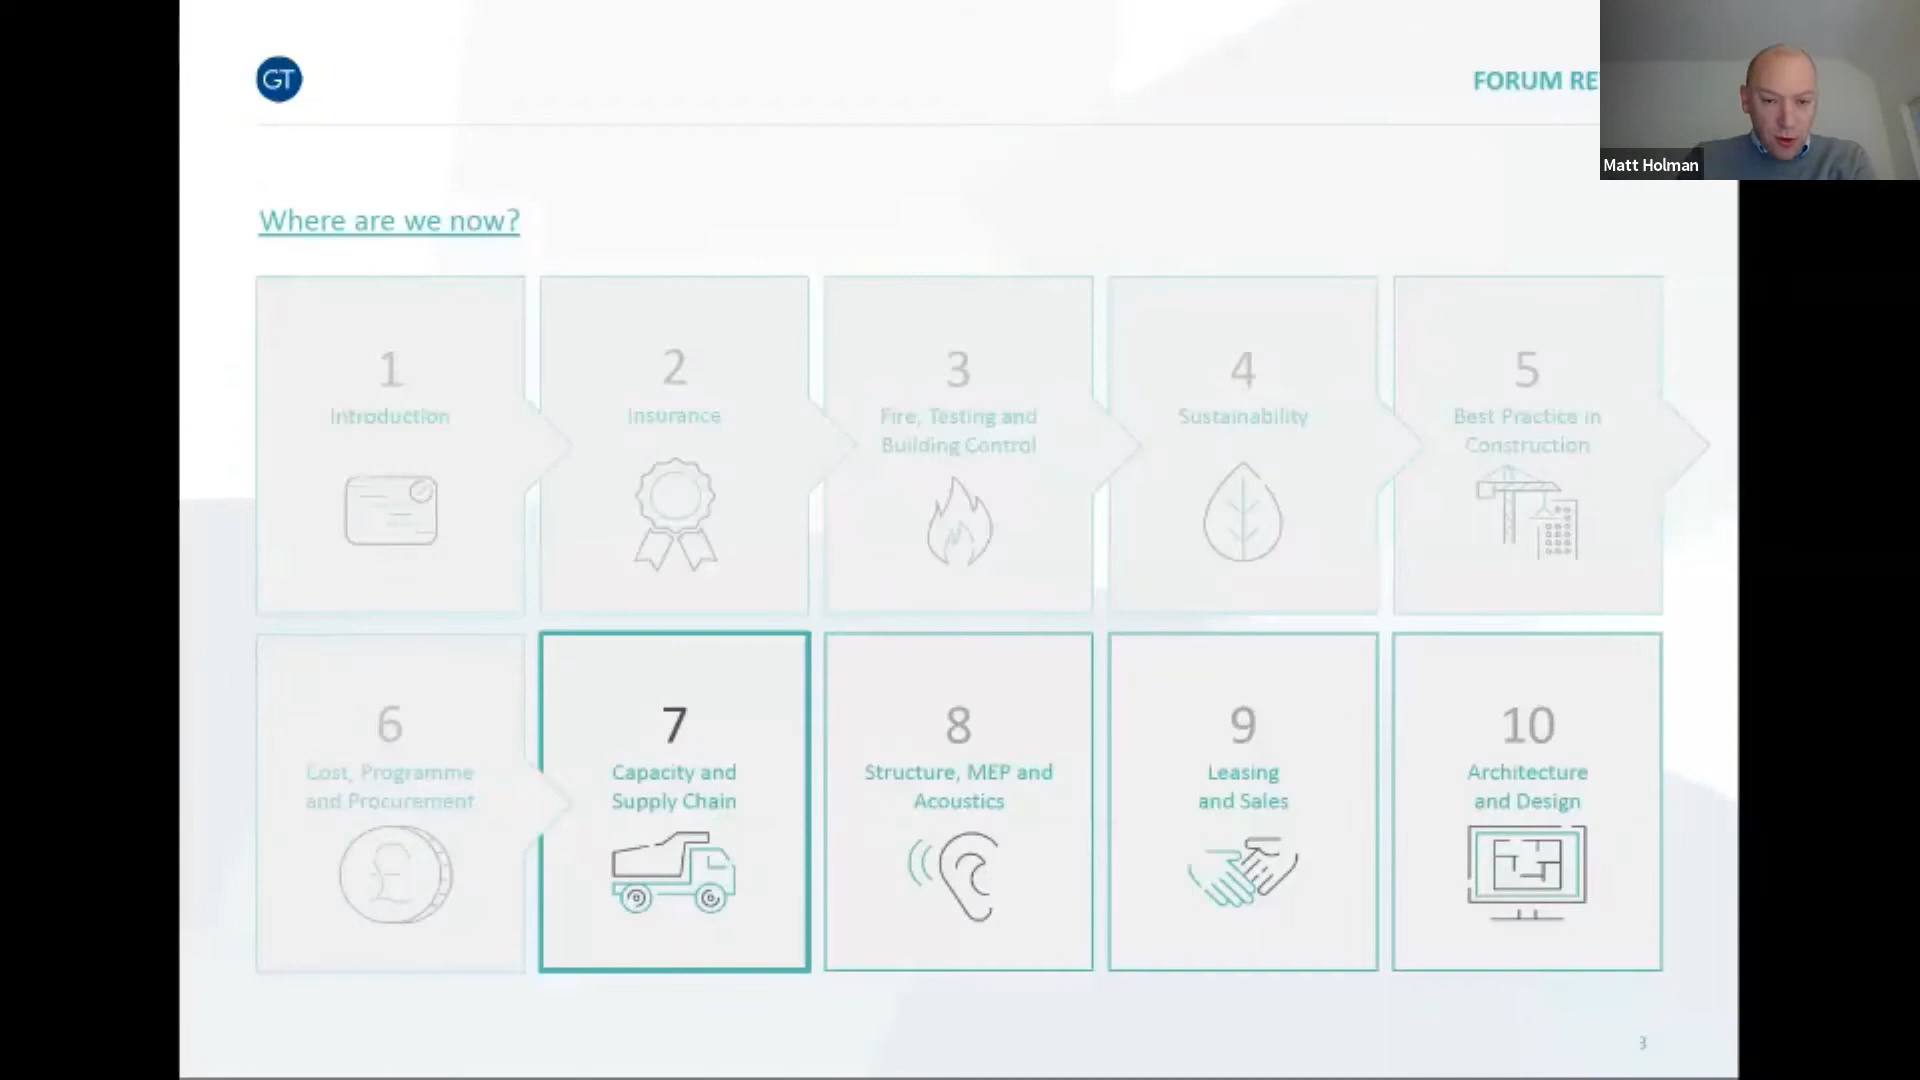 GT
FORUM RE
Matt Holman
Where are we now?
1
Introduction
2
Insurance
3
Fire, Testing and
Building Control
4
Sustainability
5
Best Practice in
Construction
6
Cost, Programme
and Procurement
£
7
Capacity and
Supply Chain
8
Structure, MEP and
Acoustics
9
Leasing
and Sales
10
Architecture
and Design
3